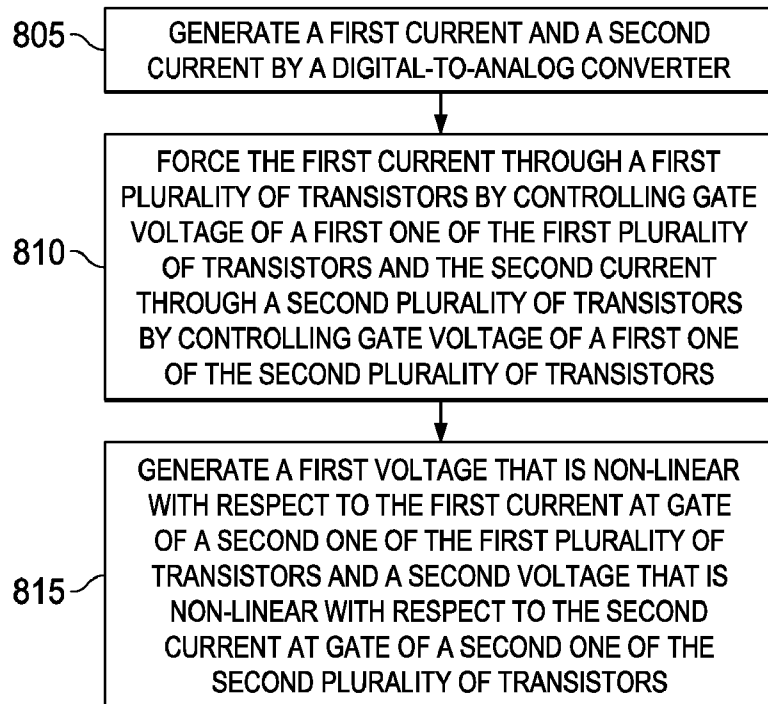 805
GENERATE A FIRST CURRENT AND A SECOND
CURRENT BY A DIGITAL-TO-ANALOG CONVERTER
810
FORCE THE FIRST CURRENT THROUGH A FIRST
PLURALITY OF TRANSISTORS BY CONTROLLING GATE
VOLTAGE OF A FIRST ONE OF THE FIRST PLURALITY
OF TRANSISTORS AND THE SECOND CURRENT
THROUGH A SECOND PLURALITY OF TRANSISTORS
BY CONTROLLING GATE VOLTAGE OF A FIRST ONE
OF THE SECOND PLURALITY OF TRANSISTORS
815
GENERATE A FIRST VOLTAGE THAT IS NON-LINEAR
WITH RESPECT TO THE FIRST CURRENT AT GATE
OF A SECOND ONE OF THE FIRST PLURALITY OF
TRANSISTORS AND A SECOND VOLTAGE THAT IS
NON-LINEAR WITH RESPECT TO THE SECOND
CURRENT AT GATE OF A SECOND ONE OF THE
SECOND PLURALITY OF TRANSISTORS